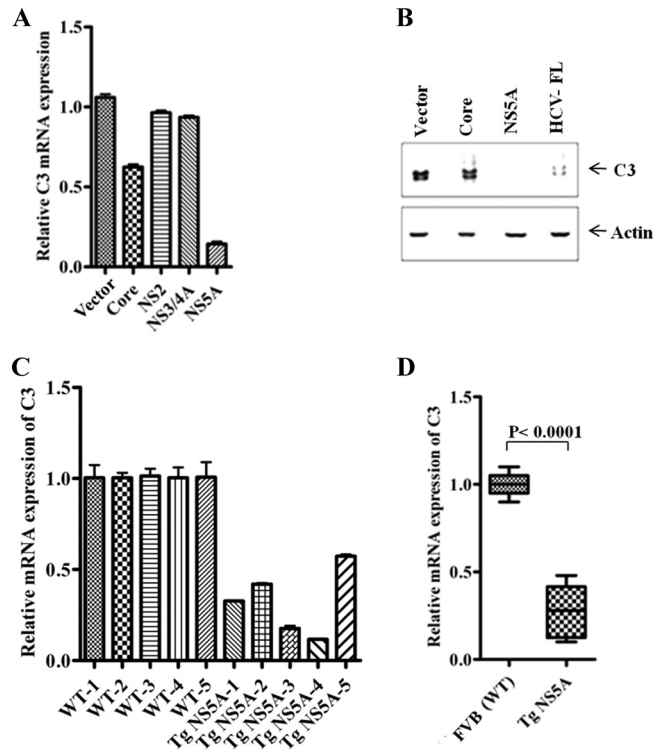 A
Relative C3 mRNA expression
1.5
1.0
0.5
0.0
Vector
Core
NS2
NS3/4A
NS5A
B
Vector
Core
NS5A
HCV- FL
C3
Actin
C
Relative mRNA expression of C3
1.5
1.0
0.5
0.0
WT-1
WT-2
WT-3
WT-4
WT-5
Tg NS5A-1
Tg NS5A-2
Tg NS5A-3
Tg NS5A-4
Tg NS5A-5
D
Relative mRNA expression of C3
1.5
1.0
0.5
0.0
P< 0.0001
FVB (WT)
Tg NS5A